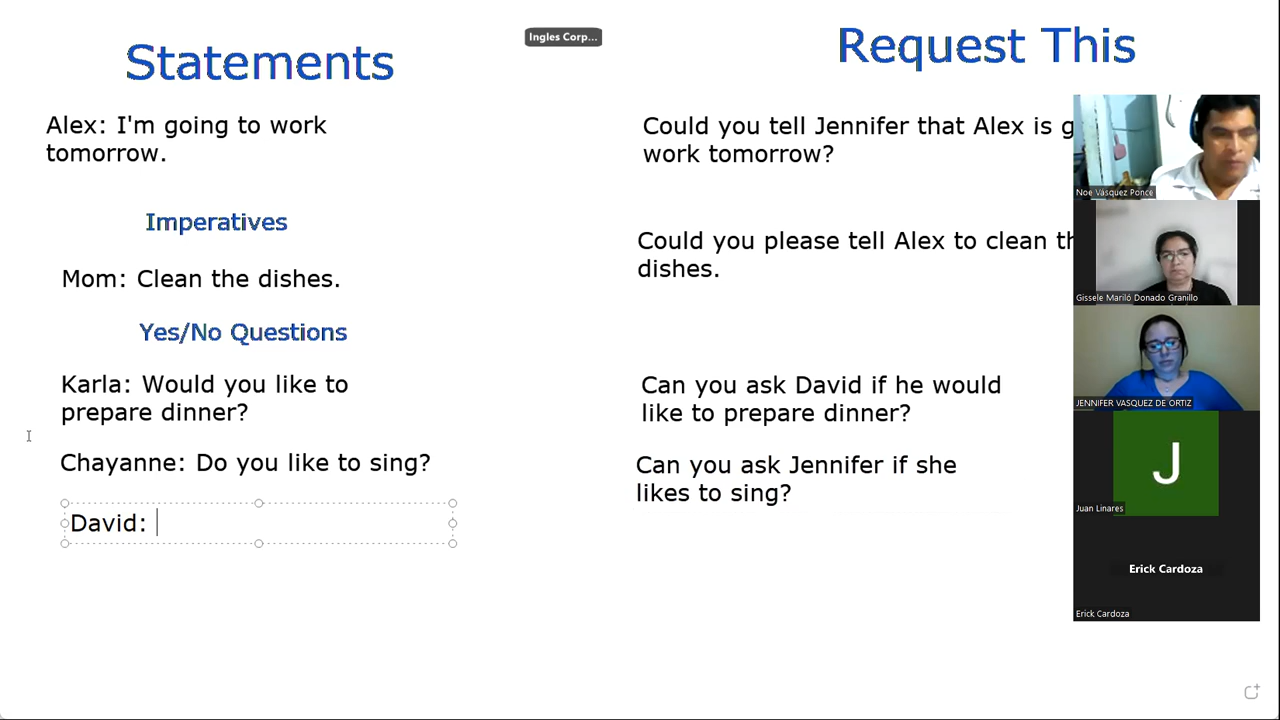 Ingles Corp...
Statements
Request This
Alex: I'm going to work
tomorrow.
Could you tell Jennifer that Alex is g
work tomorrow?
Imperatives
Mom: Clean the dishes.
Could you please tell Alex to clean th
dishes.
Yes/No Questions
Karla: Would you like to
prepare dinner?
Can you ask David if he would
like to prepare dinner?
Chayanne: Do you like to sing?
Can you ask Jennifer if she
likes to sing?
David:
Noe Vásquez Ponce
Gissele Mariló Donado Granillo
JENNIFER VASQUEZ DE ORTIZ
J
Juan Linares
Erick Cardoza
Erick Cardoza